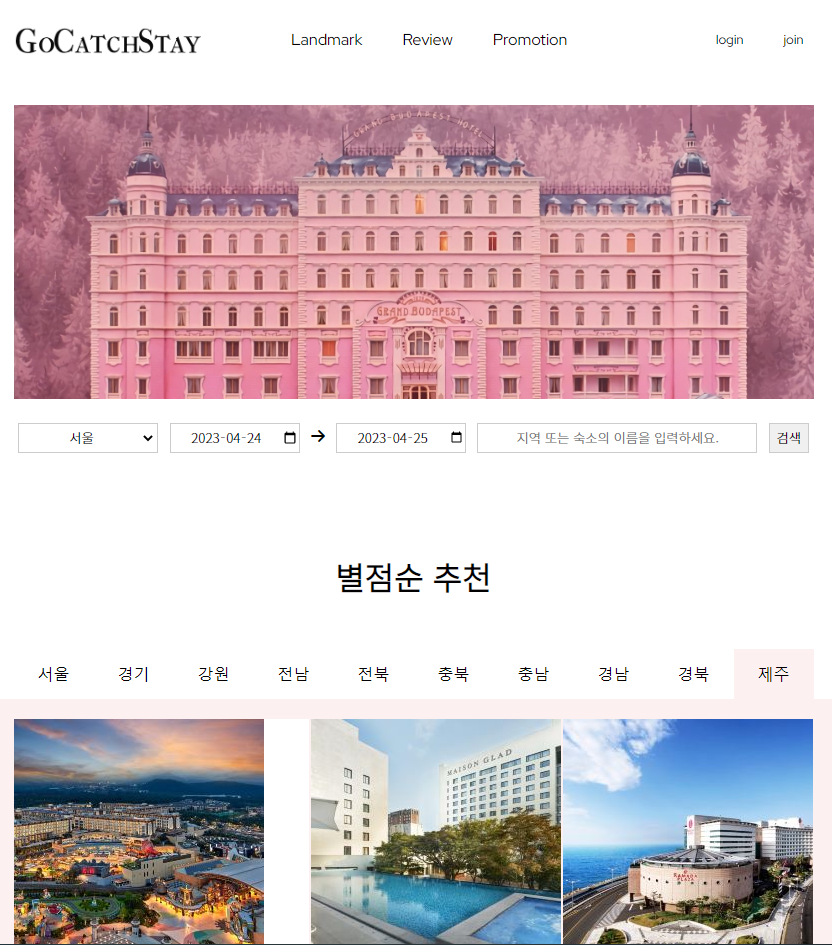 GoCatchStay Landmark Review Promotion login join
GRAND BUDAPEST HOTEL
GRAND BUDAPEST
서울 2023-04-24 2023-04-25 지역 또는 숙소의 이름을 입력하세요. 검색
별점순 추천
서울 경기 강원 전남 전북 충북 충남 경남 경북 제주
MAISON GLAD
RAMADA
PLAZA